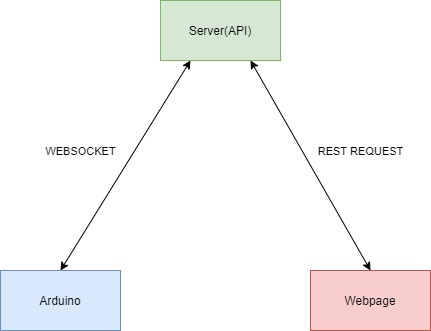 Server(API)
WEBSOCKET
REST REQUEST
Arduino
Webpage